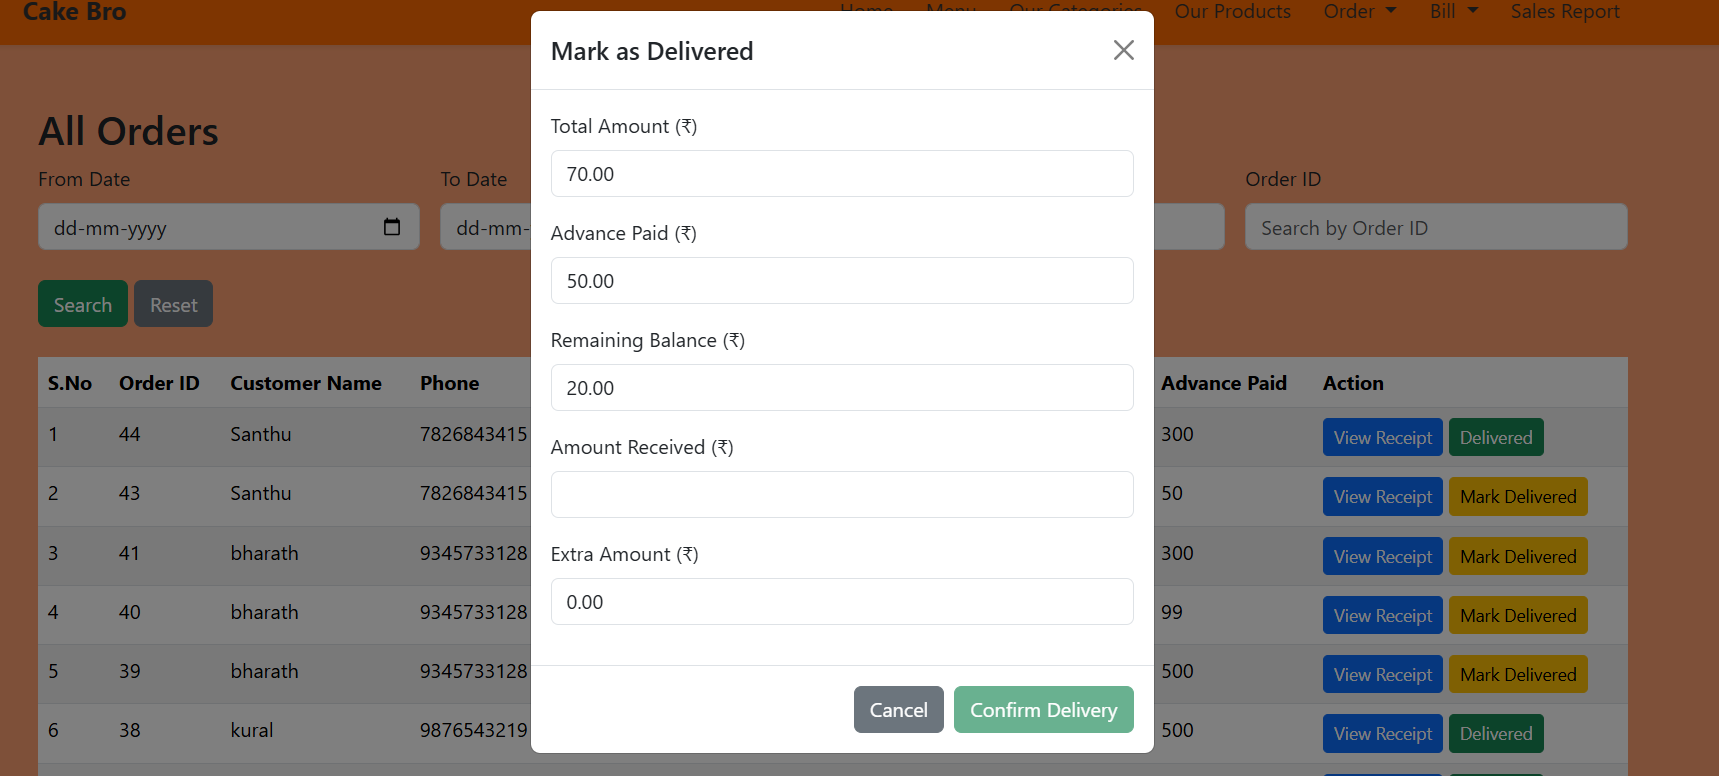 Cake Bro
Home Menu Our Categories Our Products Order Bill Sales Report
Mark as Delivered
Total Amount (₹)
70.00
Advance Paid (₹)
50.00
Remaining Balance (₹)
20.00
Amount Received (₹)
Extra Amount (₹)
0.00
Cancel Confirm Delivery
All Orders
From Date To Date Order ID
dd-mm-yyyy dd-mm- Search by Order ID
Search Reset
S.No Order ID Customer Name Phone Advance Paid Action
1 44 Santhu 7826843415 300 View Receipt Delivered
2 43 Santhu 7826843415 50 View Receipt Mark Delivered
3 41 bharath 9345733128 300 View Receipt Mark Delivered
4 40 bharath 9345733128 99 View Receipt Mark Delivered
5 39 bharath 9345733128 500 View Receipt Mark Delivered
6 38 kural 9876543219 500 View Receipt Delivered